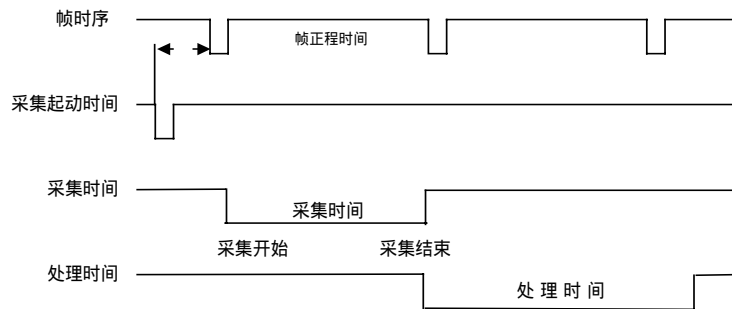 帧时序
帧正程时间
采集起动时间
采集时间
采集时间
采集开始
采集结束
处理时间
处 理 时 间